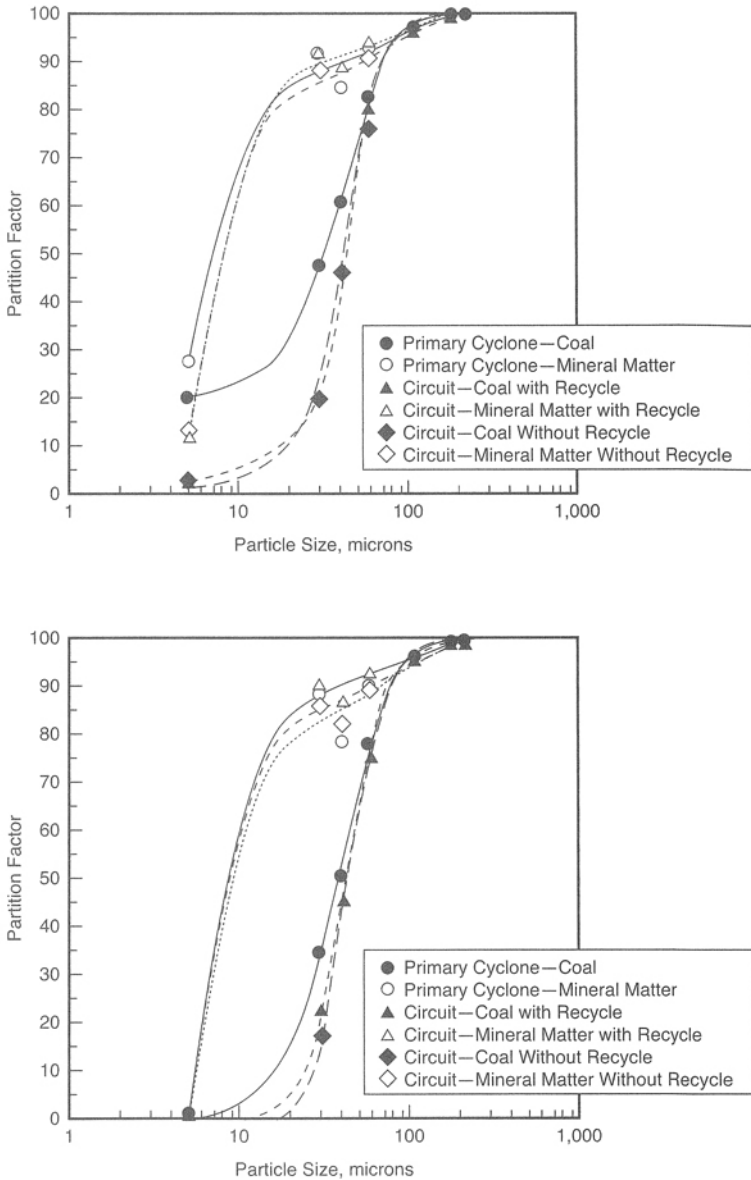 100
90
80
70
60
50
40
30
20
10
0
Partition Factor
1
10
100
1,000
Particle Size, microns
Primary Cyclone—Coal
Primary Cyclone—Mineral Matter
Circuit—Coal with Recycle
Circuit—Mineral Matter with Recycle
Circuit—Coal Without Recycle
Circuit—Mineral Matter Without Recycle
100
90
80
70
60
50
40
30
20
10
0
Partition Factor
1
10
100
1,000
Particle Size, microns
Primary Cyclone—Coal
Primary Cyclone—Mineral Matter
Circuit—Coal with Recycle
Circuit—Mineral Matter with Recycle
Circuit—Coal Without Recycle
Circuit—Mineral Matter Without Recycle